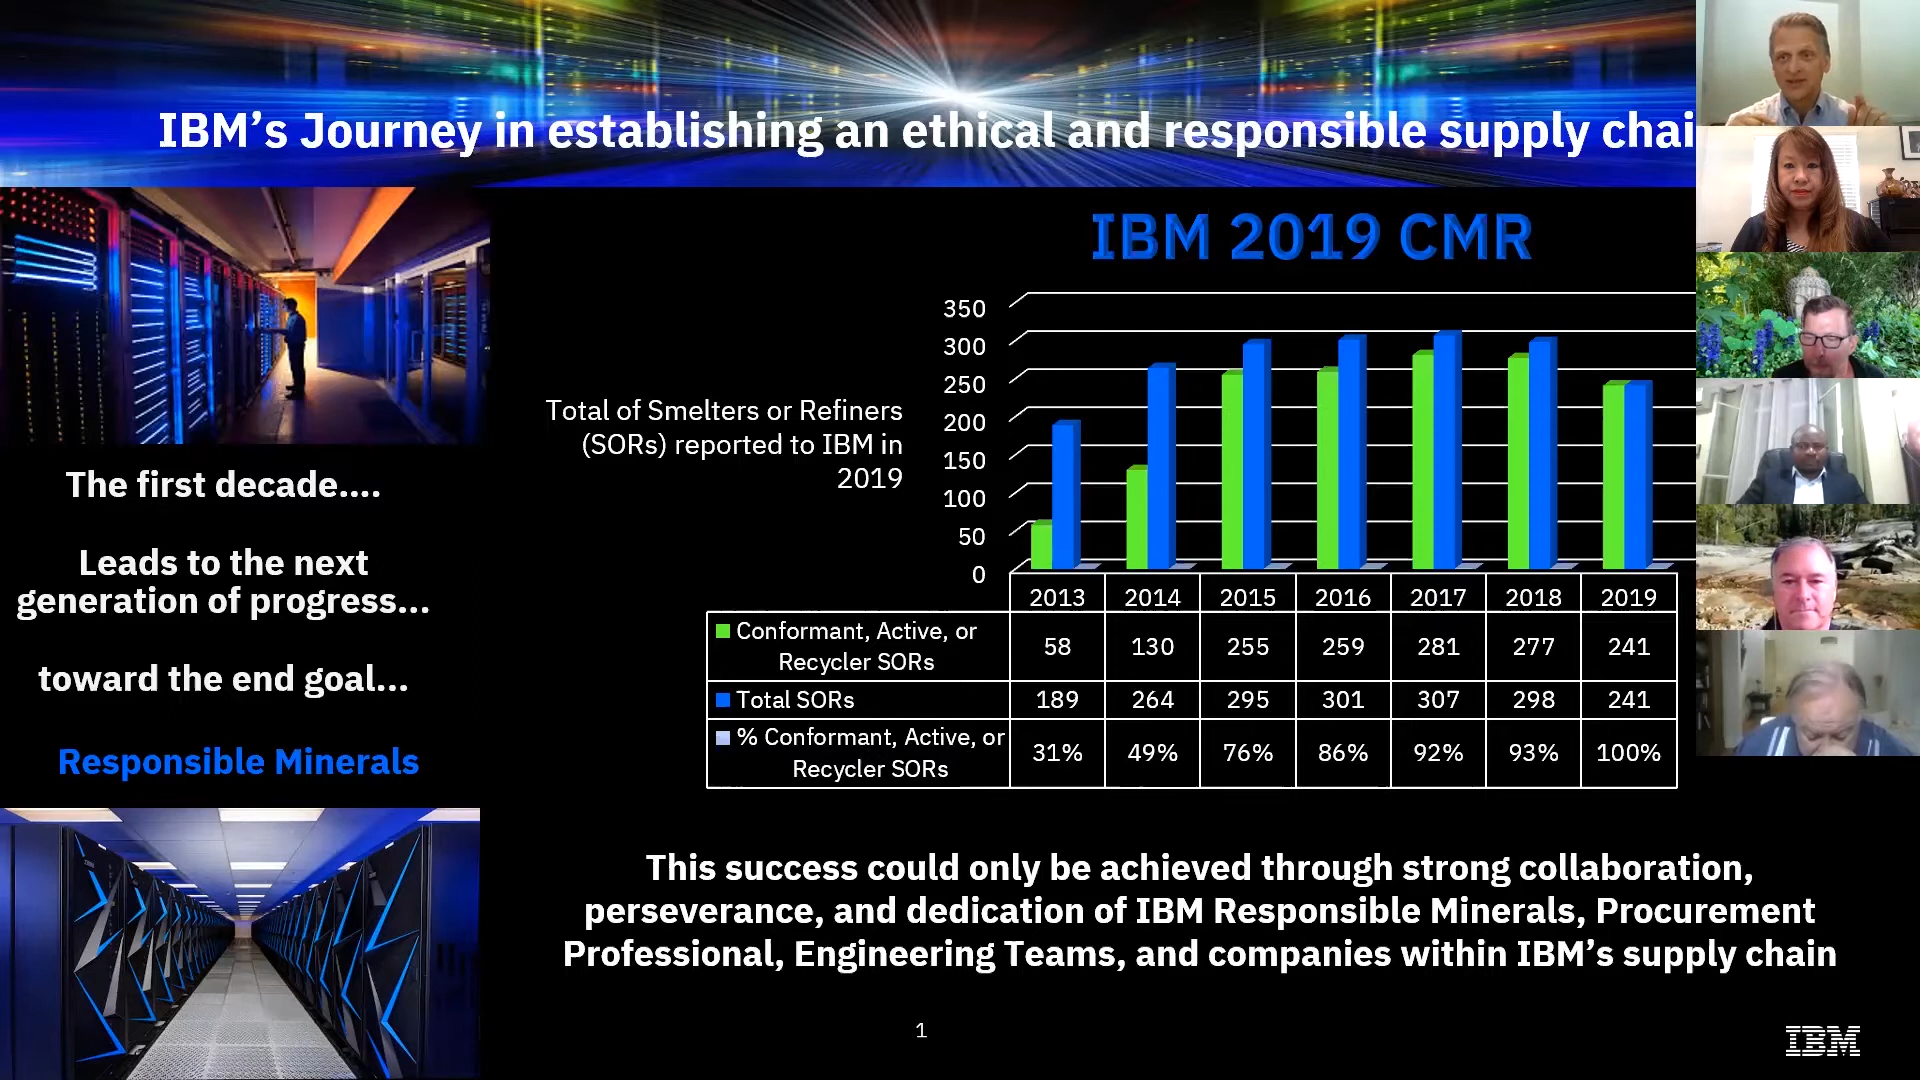 IBM’s Journey in establishing an ethical and responsible supply chai
The first decade....
Leads to the next
generation of progress...
toward the end goal...
Responsible Minerals
IBM 2019 CMR
Total of Smelters or Refiners
(SORs) reported to IBM in
2019
350
300
250
200
150
100
50
0
2013 2014 2015 2016 2017 2018 2019
Conformant, Active, or
Recycler SORs 58 130 255 259 281 277 241
Total SORs 189 264 295 301 307 298 241
% Conformant, Active, or
Recycler SORs 31% 49% 76% 86% 92% 93% 100%
This success could only be achieved through strong collaboration,
perseverance, and dedication of IBM Responsible Minerals, Procurement
Professional, Engineering Teams, and companies within IBM’s supply chain
1
IBM